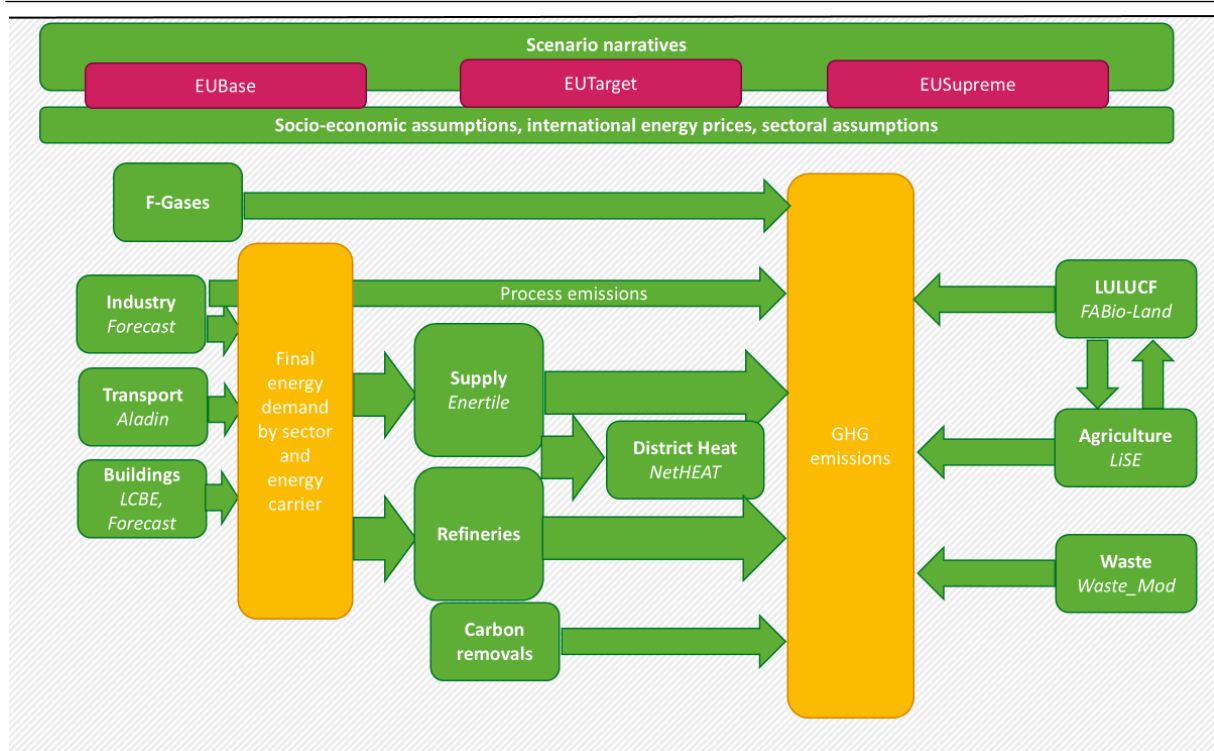 Scenario narratives
EUBase
EUTarget
EUSupreme
Socio-economic assumptions, international energy prices, sectoral assumptions
F-Gases
Industry
Forecast
Process emissions
LULUCF
FABio-Land
Transport
Aladin
Final
energy
demand
by sector
and
energy
carrier
Supply
Enertile
District Heat
NetHEAT
GHG
emissions
Agriculture
LiSE
Buildings
LCBE,
Forecast
Refineries
Waste
Waste_Mod
Carbon
removals